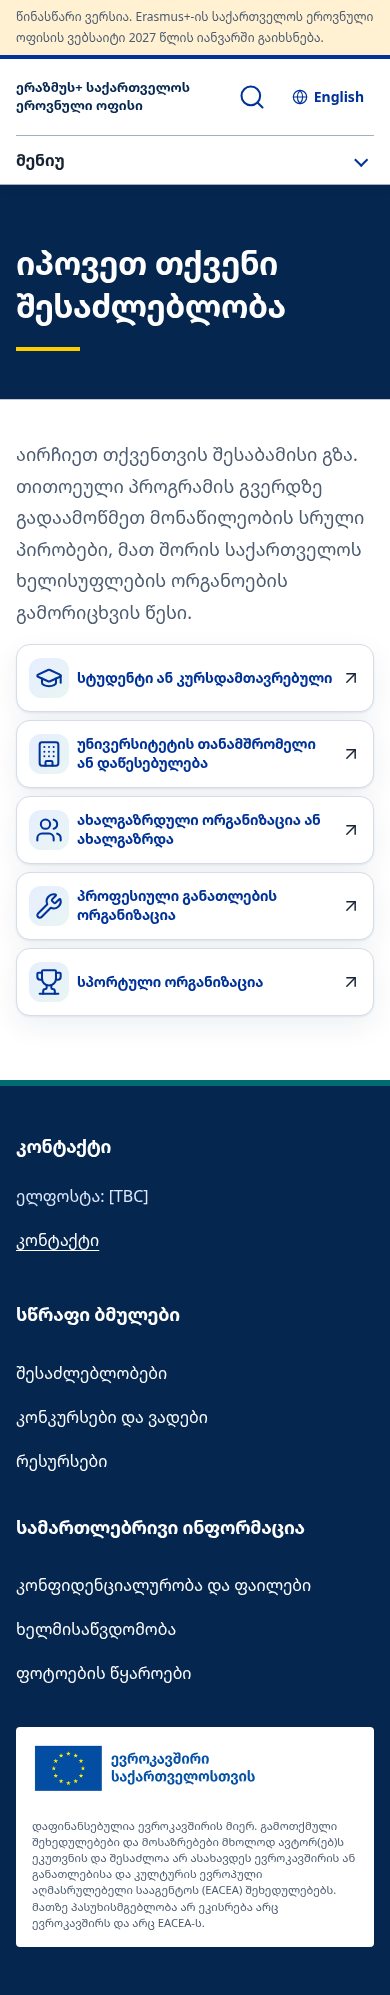 წინასწარი ვერსია. Erasmus+-ის საქართველოს ეროვნული
ოფისის ვებსაიტი 2027 წლის იანვარში გაიხსნება.
ერაზმუს+ საქართველოს
ეროვნული ოფისი
English
მენიუ
იპოვეთ თქვენი
შესაძლებლობა
აირჩიეთ თქვენთვის შესაბამისი გზა.
თითოეული პროგრამის გვერდზე
გადაამოწმეთ მონაწილეობის სრული
პირობები, მათ შორის საქართველოს
ხელისუფლების ორგანოების
გამორიცხვის წესი.
სტუდენტი ან კურსდამთავრებული
უნივერსიტეტის თანამშრომელი
ან დაწესებულება
ახალგაზრდული ორგანიზაცია ან
ახალგაზრდა
პროფესიული განათლების
ორგანიზაცია
სპორტული ორგანიზაცია
კონტაქტი
ელფოსტა: [TBC]
კონტაქტი
სწრაფი ბმულები
შესაძლებლობები
კონკურსები და ვადები
რესურსები
სამართლებრივი ინფორმაცია
კონფიდენციალურობა და ფაილები
ხელმისაწვდომობა
ფოტოების წყაროები
ევროკავშირი
საქართველოსთვის
დაფინანსებულია ევროკავშირის მიერ. გამოთქმული
შეხედულებები და მოსაზრებები მხოლოდ ავტორ(ებ)ს
ეკუთვნის და შესაძლოა არ ასახავდეს ევროკავშირის ან
განათლებისა და კულტურის ევროპული
აღმასრულებელი სააგენტოს (EACEA) შეხედულებებს.
მათზე პასუხისმგებლობა არ ეკისრება არც
ევროკავშირს და არც EACEA-ს.